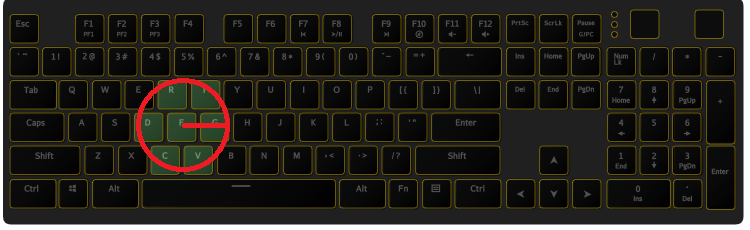 Esc F1 F2 F3 F4 F5 F6 F7 F8 F9 F10 F11 F12 PrtSc ScrLk Pause
PF1 PF2 PF3 G/PC
` ~ 1! 2@ 3# 4$ 5% 6^ 7& 8* 9( 0) -_ =+ Ins Home PgUp Num Lk / * -
Tab Q W E R T Y U I O P [{ ]} \| Del End PgDn 7 Home 8 9 PgUp +
Caps A S D F G H J K L ;: '" Enter 4 5 6
Shift Z X C V B N M ,< .> /? Shift 1 End 2 3 PgDn Enter
Ctrl Alt Alt Fn Ctrl 0 Ins . Del